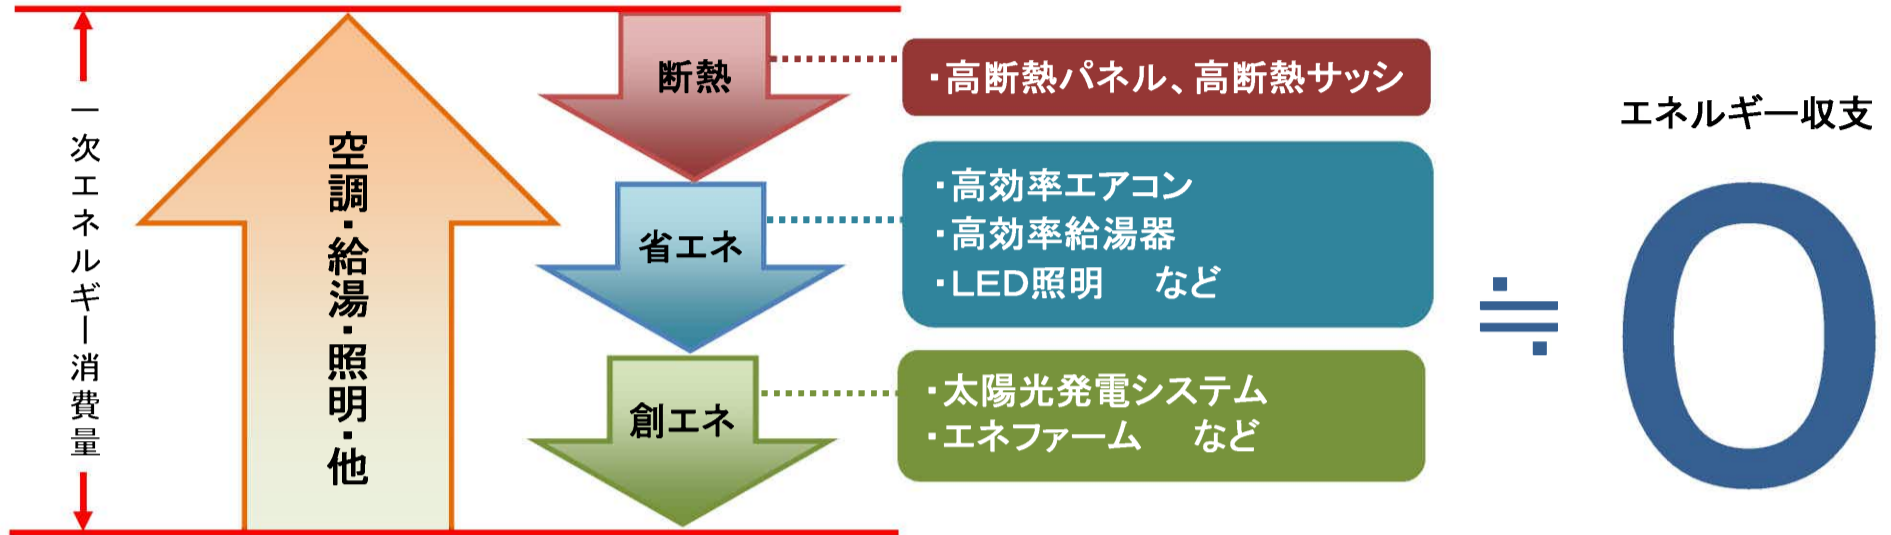 一次エネルギー消費量
空調・給湯・照明・他
断熱
・高断熱パネル、高断熱サッシ
省エネ
・高効率エアコン
・高効率給湯器
・LED照明　など
創エネ
・太陽光発電システム
・エネファーム　など
エネルギー収支
≒ 0